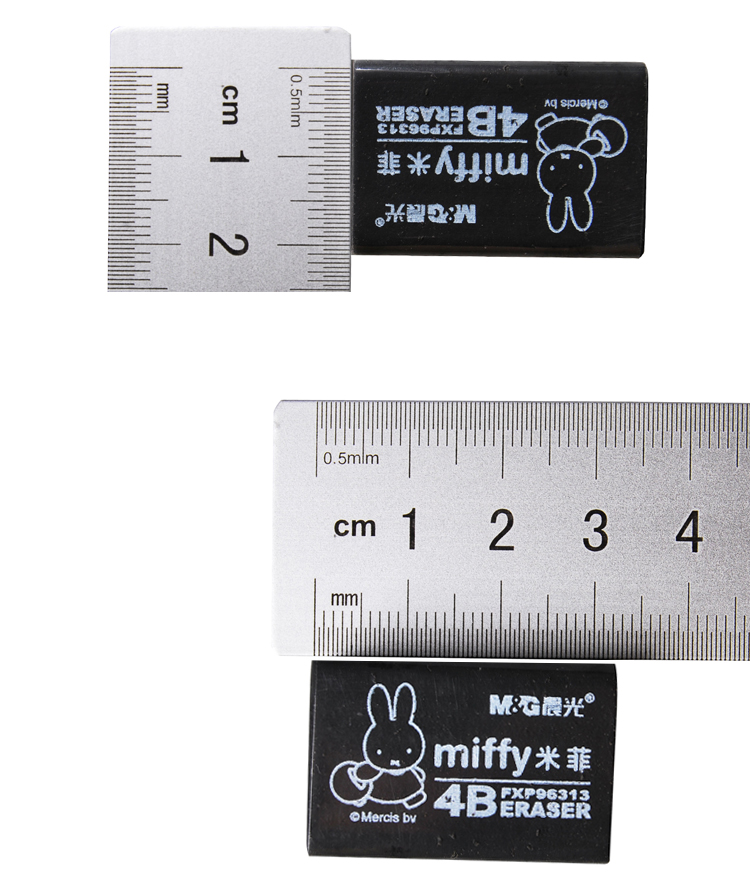 mm
cm
1
2
0.5mm
©Mercis bv
4B FXP96313
ERASER
miffy米菲
M&G晨光®
0.5mm
cm 1 2 3 4
mm
M&G晨光®
miffy米菲
4B FXP96313
ERASER
©Mercis bv